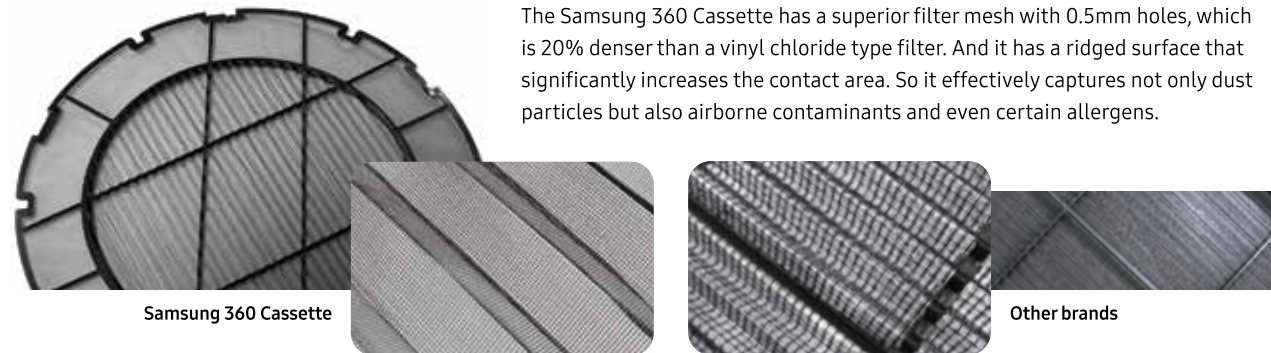 The Samsung 360 Cassette has a superior filter mesh with 0.5mm holes, which
is 20% denser than a vinyl chloride type filter. And it has a ridged surface that
significantly increases the contact area. So it effectively captures not only dust
particles but also airborne contaminants and even certain allergens.
Samsung 360 Cassette
Other brands